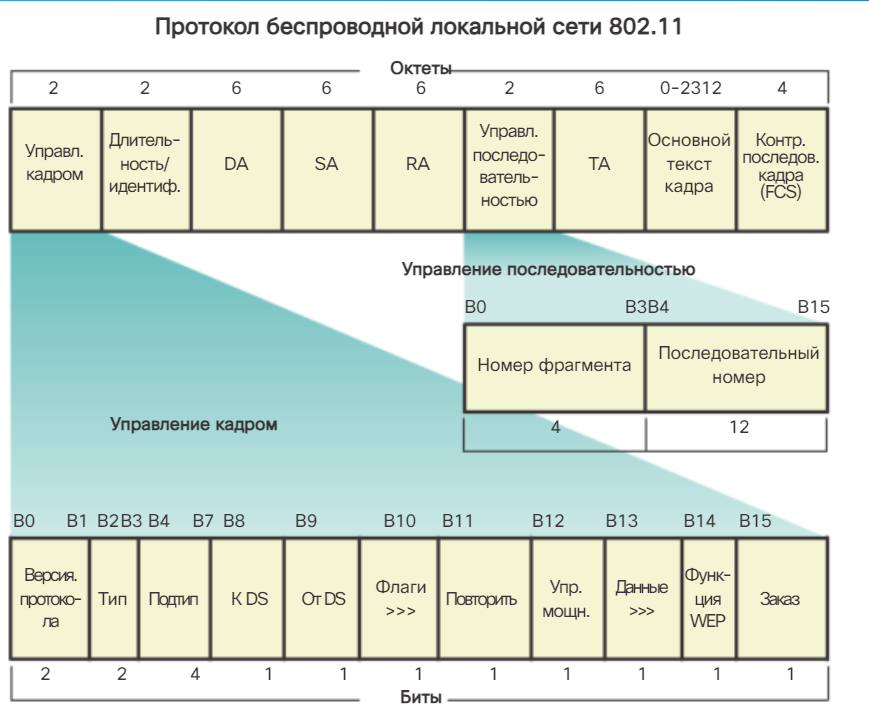 Протокол беспроводной локальной сети 802.11
Октеты
2 2 6 6 6 2 6 0-2312 4
Управл.
кадром
Длитель-
ность/
идентиф.
DA
SA
RA
Управл.
последо-
ватель-
ностью
TA
Основной
текст
кадра
Контр.
последов.
кадра
(FCS)
Управление последовательностью
B0 B3B4 B15
Номер фрагмента
Последовательный
номер
4 12
Управление кадром
B0 B1 B2B3 B4 B7 B8 B9 B10 B11 B12 B13 B14 B15
Версия.
протоко-
ла
Тип
Подтип
К DS
От DS
Флаги
>>>
Повторить
Упр.
мощн.
Данные
>>>
Функ-
ция
WEP
Заказ
2 2 4 1 1 1 1 1 1 1 1
Биты